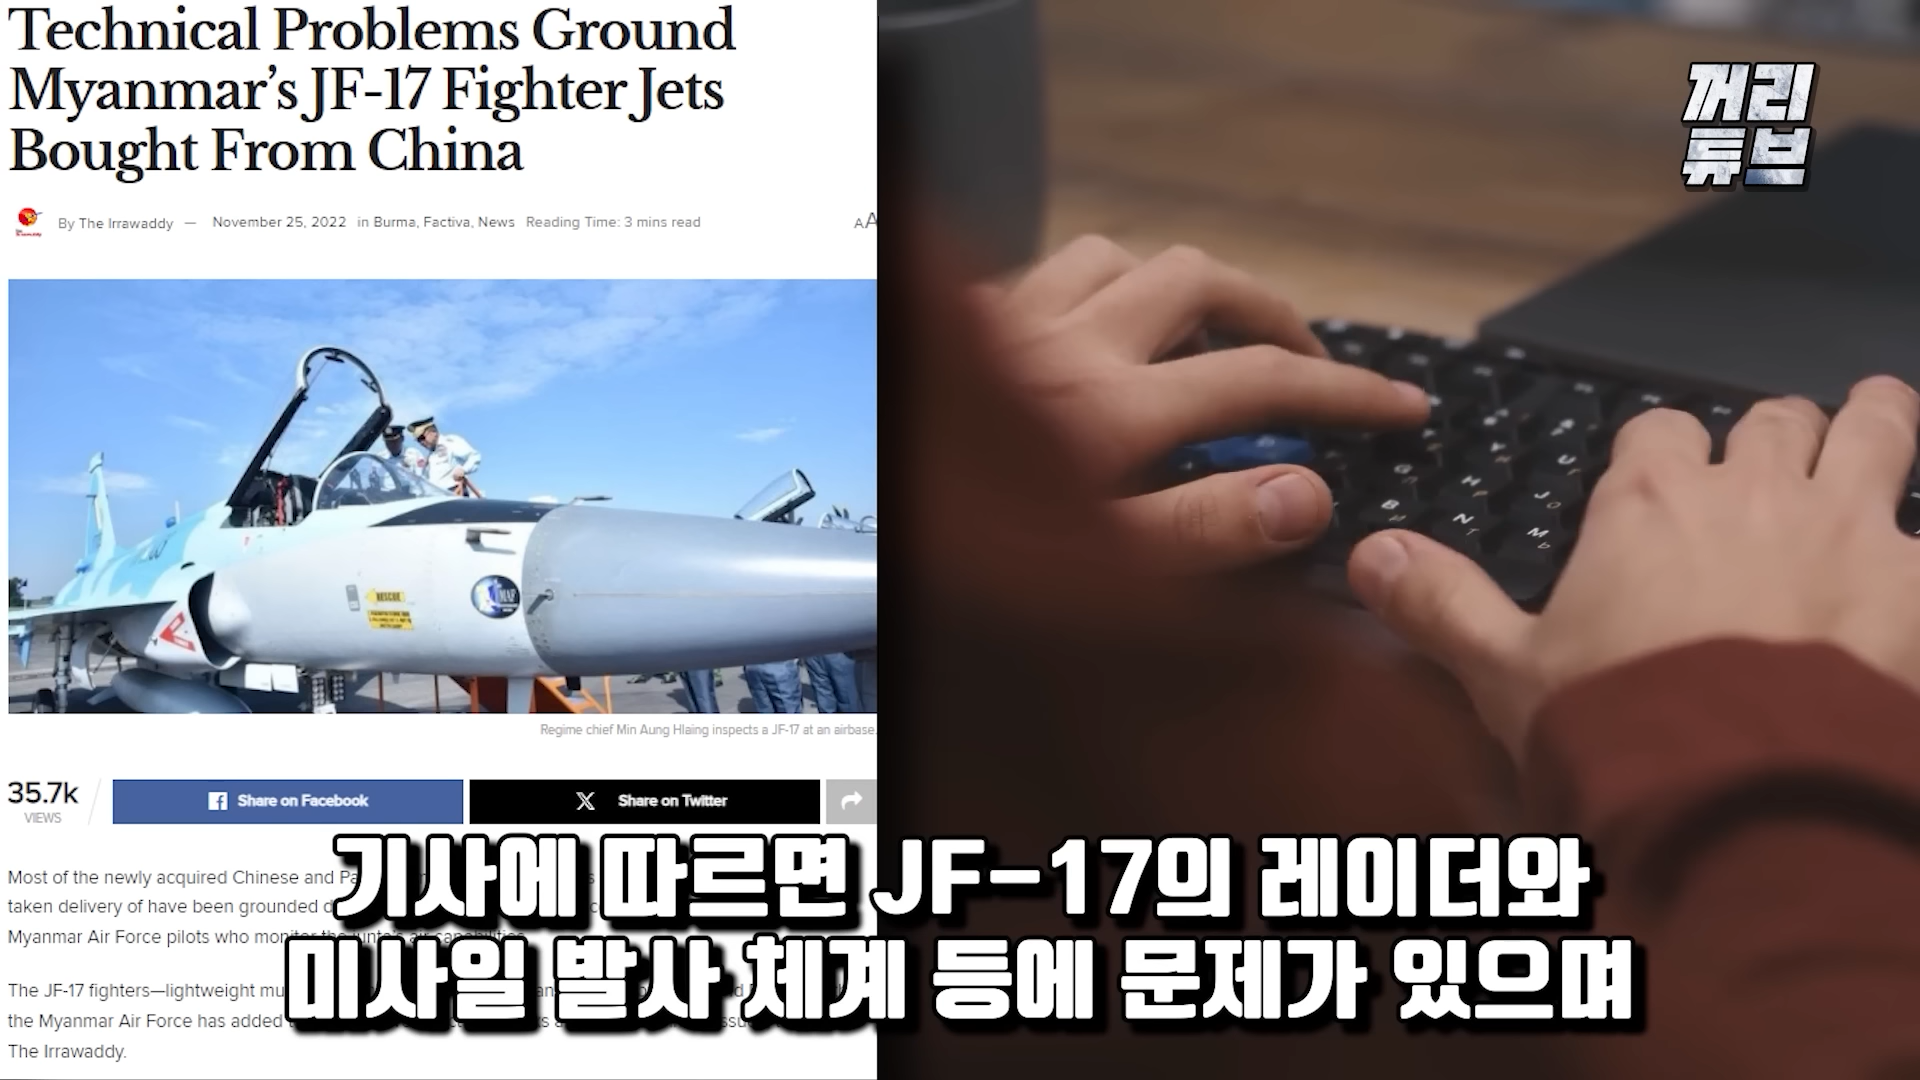 Technical Problems Ground
Myanmar's JF-17 Fighter Jets
Bought From China
By The Irrawaddy — November 25, 2022 in Burma, Factiva, News Reading Time: 3 mins read
AA
꺼리
튜브
RESCUE
Regime chief Min Aung Hlaing inspects a JF-17 at an airbase.
35.7k
VIEWS
Share on Facebook
Share on Twitter
Most of the newly acquired Chinese and
taken delivery of have been grounded
Myanmar Air Force pilots who monitor the junta's air capabilities.
The JF-17 fighters—lightweight
the Myanmar Air Force has added
The Irrawaddy.
기사에 따르면 JF-17의 레이더와
미사일 발사 체계 등에 문제가 있으며
G
H
J
B
N
M
U